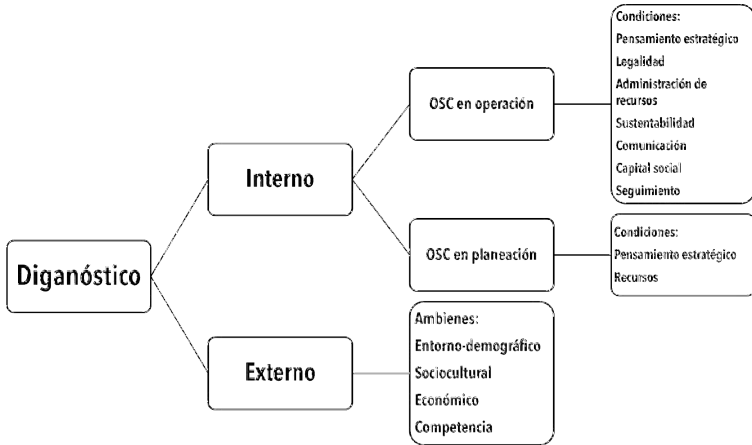 Diganóstico
Interno
OSC en operación
Condiciones:
Pensamiento estratégico
Legalidad
Administración de
recursos
Sustentabilidad
Comunicación
Capital social
Seguimiento
OSC en planeación
Condiciones:
Pensamiento estratégico
Recursos
Externo
Ambienes:
Entorno-demográfico
Sociocultural
Económico
Competencia